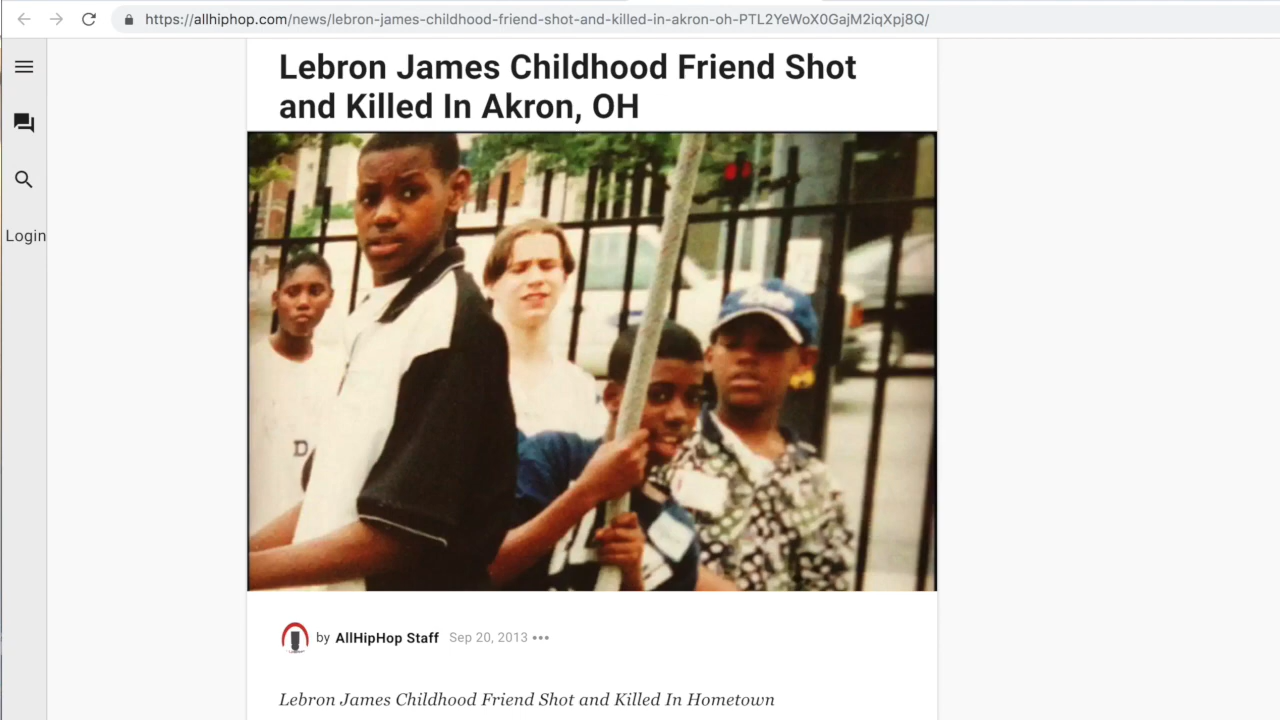 https://allhiphop.com/news/lebron-james-childhood-friend-shot-and-killed-in-akron-oh-PTL2YeWoX0GajM2iqXpj8Q/
Lebron James Childhood Friend Shot
and Killed In Akron, OH
Login
D
by AllHipHop Staff Sep 20, 2013
Lebron James Childhood Friend Shot and Killed In Hometown